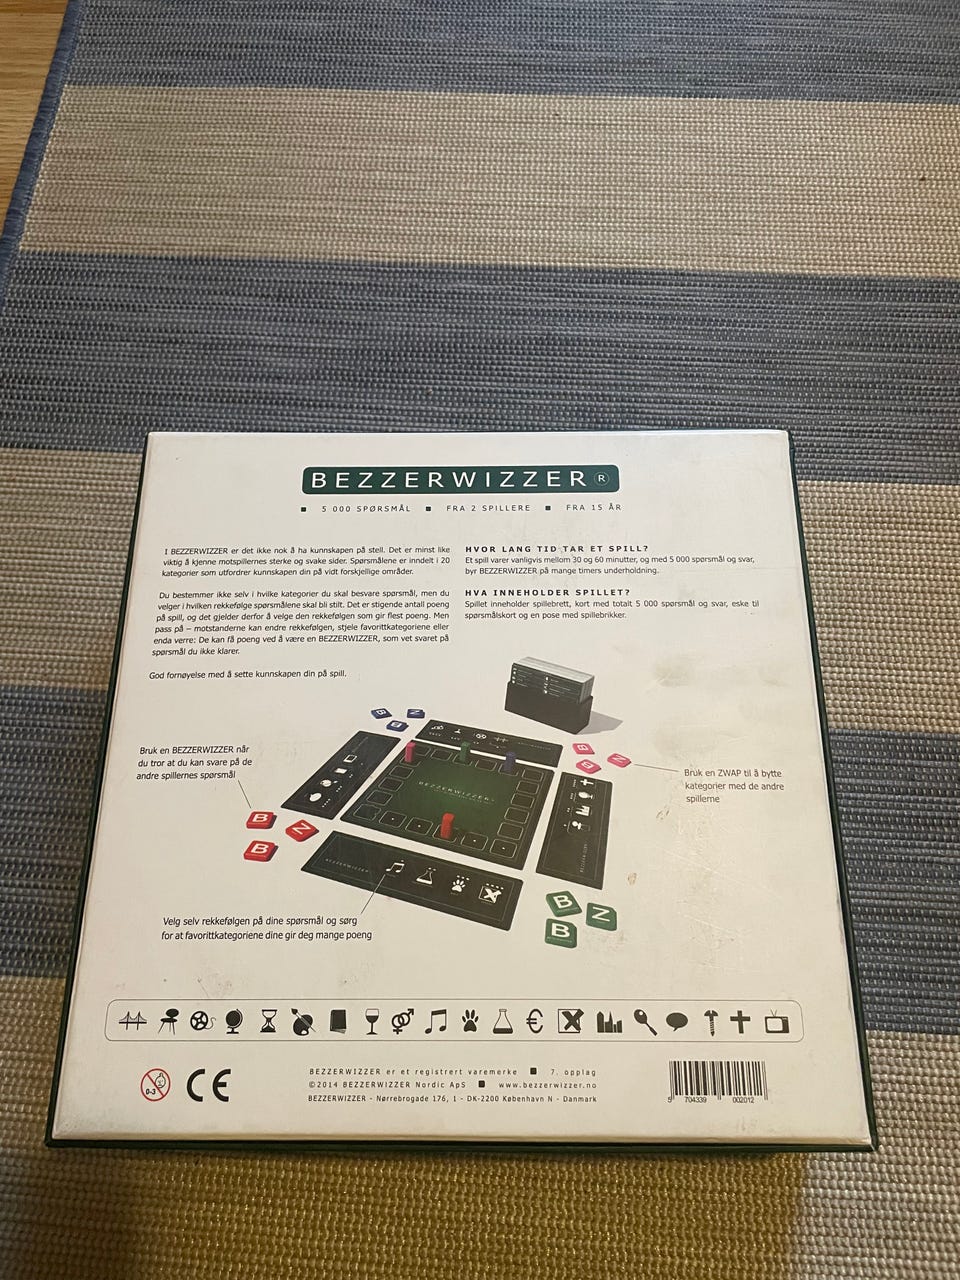 BEZZERWIZZER ®
5 000 SPØRSMÅL ■ FRA 2 SPILLERE ■ FRA 15 ÅR
I BEZZERWIZZER er det ikke nok å ha kunnskapen på stell. Det er minst like
viktig å kjenne motspillernes sterke og svake sider. Spørsmålene er inndelt i 20
kategorier som utfordrer kunnskapen din på vidt forskjellige områder.
Du bestemmer ikke selv i hvilke kategorier du skal besvare spørsmål, men du
velger i hvilken rekkefølge spørsmålene skal bli stilt. Det er stigende antall poeng
på spill, og det gjelder derfor å velge den rekkefølgen som gir flest poeng. Men
pass på – motstanderne kan endre rekkefølgen, stjele favorittkategoriene eller
enda verre: De kan få poeng ved å være en BEZZERWIZZER, som vet svaret på
spørsmål du ikke klarer.
God fornøyelse med å sette kunnskapen din på spill.
HVOR LANG TID TAR ET SPILL?
Et spill varer vanligvis mellom 30 og 60 minutter, og med 5 000 spørsmål og svar,
byr BEZZERWIZZER på mange timers underholdning.
HVA INNEHOLDER SPILLET?
Spillet inneholder spillebrett, kort med totalt 5 000 spørsmål og svar, eske til
spørsmålskort og en pose med spillebrikker.
Bruk en BEZZERWIZZER når
du tror at du kan svare på de
andre spillernes spørsmål
Bruk en ZWAP til å bytte
kategorier med de andre
spillerne
BEZZERWIZZER
B
Z
B
B
Z
B
Velg selv rekkefølgen på dine spørsmål og sørg
for at favorittkategoriene dine gir deg mange poeng
0-3
CE
BEZZERWIZZER er et registrert varemerke ■ 7. opplag
©2014 BEZZERWIZZER Nordic ApS ■ www.bezzerwizzer.no
BEZZERWIZZER - Nørrebrogade 176, 1 - DK-2200 København N - Danmark
5 704339 002012